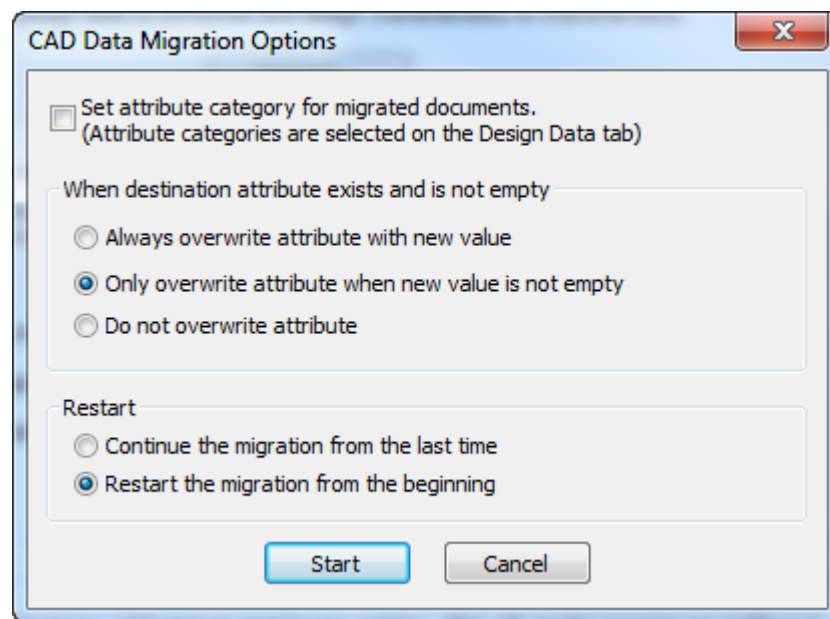 CAD Data Migration Options
Set attribute category for migrated documents.
(Attribute categories are selected on the Design Data tab)
When destination attribute exists and is not empty
Always overwrite attribute with new value
Only overwrite attribute when new value is not empty
Do not overwrite attribute
Restart
Continue the migration from the last time
Restart the migration from the beginning
Start
Cancel